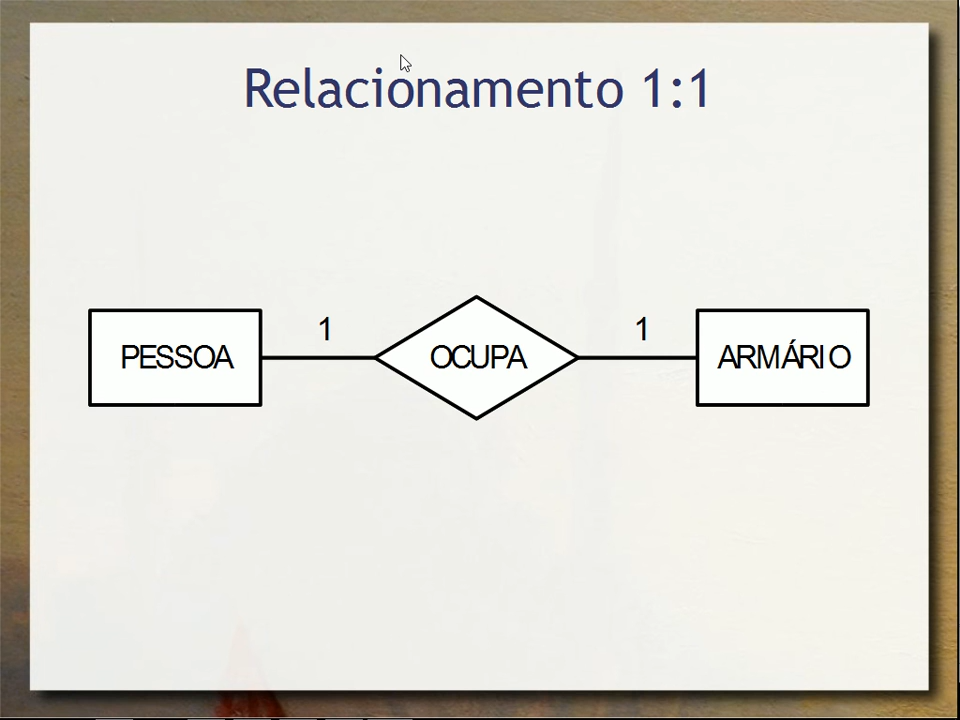 Relacionamento 1:1
1
1
PESSOA
OCUPA
ARMÁRIO